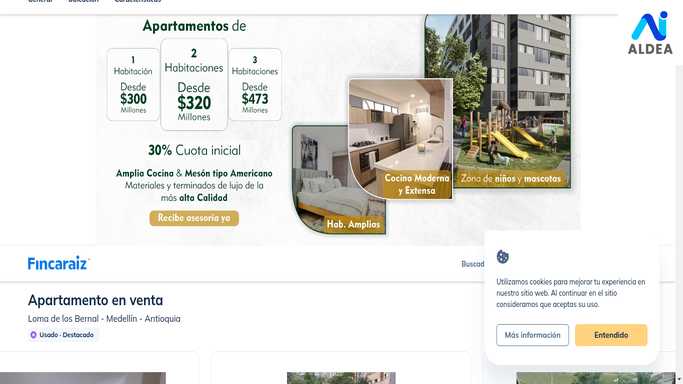 General Ubicación Características
Apartamentos de
1
Habitación
Desde
$300
Millones
2
Habitaciones
Desde
$320
Millones
3
Habitaciones
Desde
$473
Millones
30% Cuota inicial
Amplia Cocina & Mesón tipo Americano
Materiales y terminados de lujo de la
más alta Calidad
Recibe asesoría ya
Hab. Amplias
Cocina Moderna
y Extensa
Zona de niños y mascotas
ALDEA
Fincaraiz
Buscad
Apartamento en venta
Loma de los Bernal - Medellín - Antioquia
Usado · Destacado
Utilizamos cookies para mejorar tu experiencia en
nuestro sitio web. Al continuar en el sitio
consideramos que aceptas su uso.
Más información
Entendido